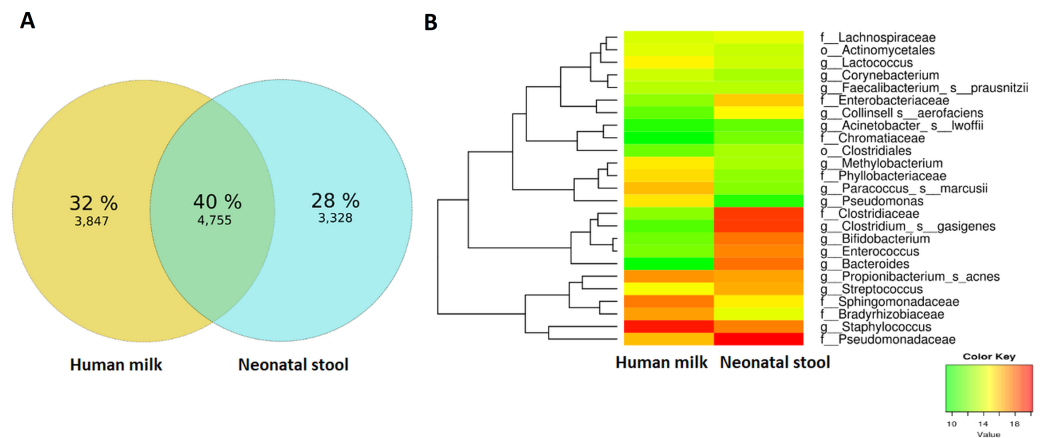 A
B
32 %
3,847
40 %
4,755
28 %
3,328
Human milk
Neonatal stool
f__Lachnospiraceae
o__Actinomycetales
g__Lactococcus
g__Corynebacterium
g__Faecalibacterium_ s__prausnitzii
f__Enterobacteriaceae
g__Collinsell s__aerofaciens
g__Acinetobacter_ s__lwoffii
f__Chromatiaceae
o__Clostridiales
g__Methylobacterium
f__Phyllobacteriaceae
g__Paracoccus_ s__marcusii
g__Pseudomonas
f__Clostridiaceae
g__Clostridium_ s__gasigenes
g__Bifidobacterium
g__Enterococcus
g__Bacteroides
g__Propionibacterium_s_acnes
g__Streptococcus
f__Sphingomonadaceae
f__Bradyrhizobiaceae
g__Staphylococcus
f__Pseudomonadaceae
Human milk
Neonatal stool
Color Key
10 14 18
Value